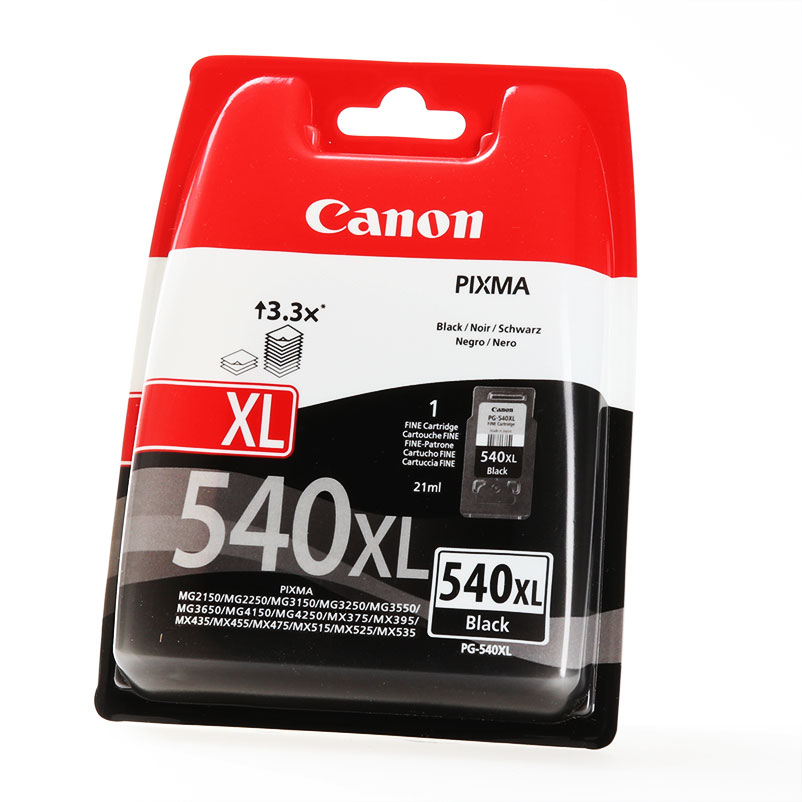 Canon
PIXMA
↑3.3x*
Black / Noir / Schwarz
Negro / Nero
XL
1
FINE Cartridge
Cartouche FINE
FINE-Patrone
Cartucho FINE
Cartuccia FINE
21ml
Canon
PG-540XL
FINE Cartridge
540XL
Black
540XL
PIXMA
MG2150/MG2250/MG3150/MG3250/MG3550/
MG3650/MG4150/MG4250/MX375/MX395/
MX435/MX455/MX475/MX515/MX525/MX535
540XL
Black
PG-540XL